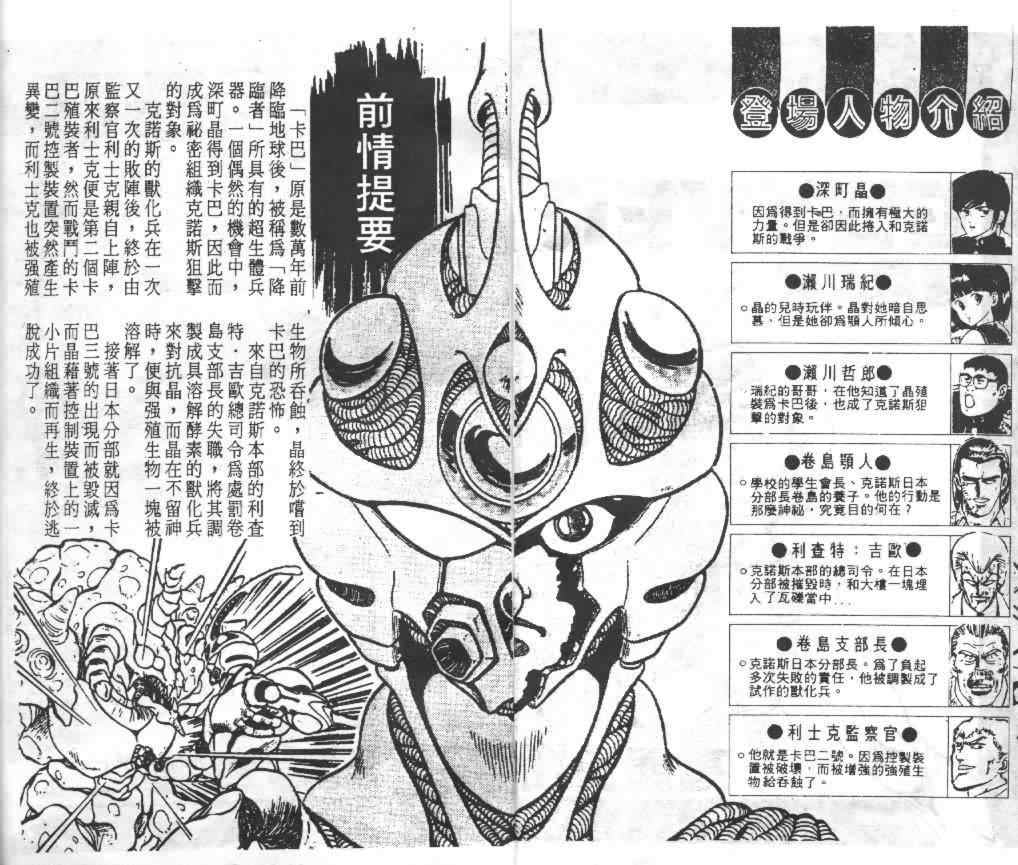 登場人物介紹
●深町晶●
因為得到卡巴，而擁有極大的
力量。但是卻因此捲入和克諾
斯的戰爭。
●瀨川瑞紀●
○晶的兒時玩伴。晶對她暗自思
慕，但是她卻為顎人所傾心。
●瀨川哲郎●
瑞紀的哥哥，在他知道了晶殖
裝為卡巴後，也成了克諾斯狙
擊的對象。
●卷島顎人●
○學校的學生會長、克諾斯日本
分部長卷島的養子。他的行動是
那麼神祕，究竟目的何在？
●利查特：吉歐●
○克諾斯本部的總司令。在日本
分部被摧毀時，和大樓一塊埋
入了瓦礫當中…
●卷島支部長●
○克諾斯日本分部長。為了負起
多次失敗的責任，他被調製成了
試作的獸化兵。
●利士克監察官●
○他就是卡巴二號。因為控製裝
置被破壞，而被增強的強殖生
物給吞蝕了。
前情提要
「卡巴」原是數萬年前
降臨地球後，被稱爲「降
臨者」所具有的超生體兵
器。一個偶然的機會中，
深町晶得到卡巴，因此而
成爲祕密組織克諾斯狙擊
的對象。
克諾斯的獸化兵在一次
又一次的敗陣後，終於由
監察官利士克親自上陣，
原來利士克便是第二個卡
巴殖裝者，然而戰鬥的卡
巴二號控製裝置突然產生
異變，而利士克也被强殖
生物所吞蝕，晶終於嚐到
卡巴的恐怖。
來自克諾斯本部的利查
特．吉歐總司令爲處罰卷
島支部長的失職，將其調
製成具溶解酵素的獸化兵
來對抗晶，而晶在不留神
時，便與强殖生物一塊被
溶解了。
接著日本分部就因爲卡
巴三號的出現而被毀滅，
而晶藉著控制裝置上的一
小片組織而再生，終於逃
脫成功了。